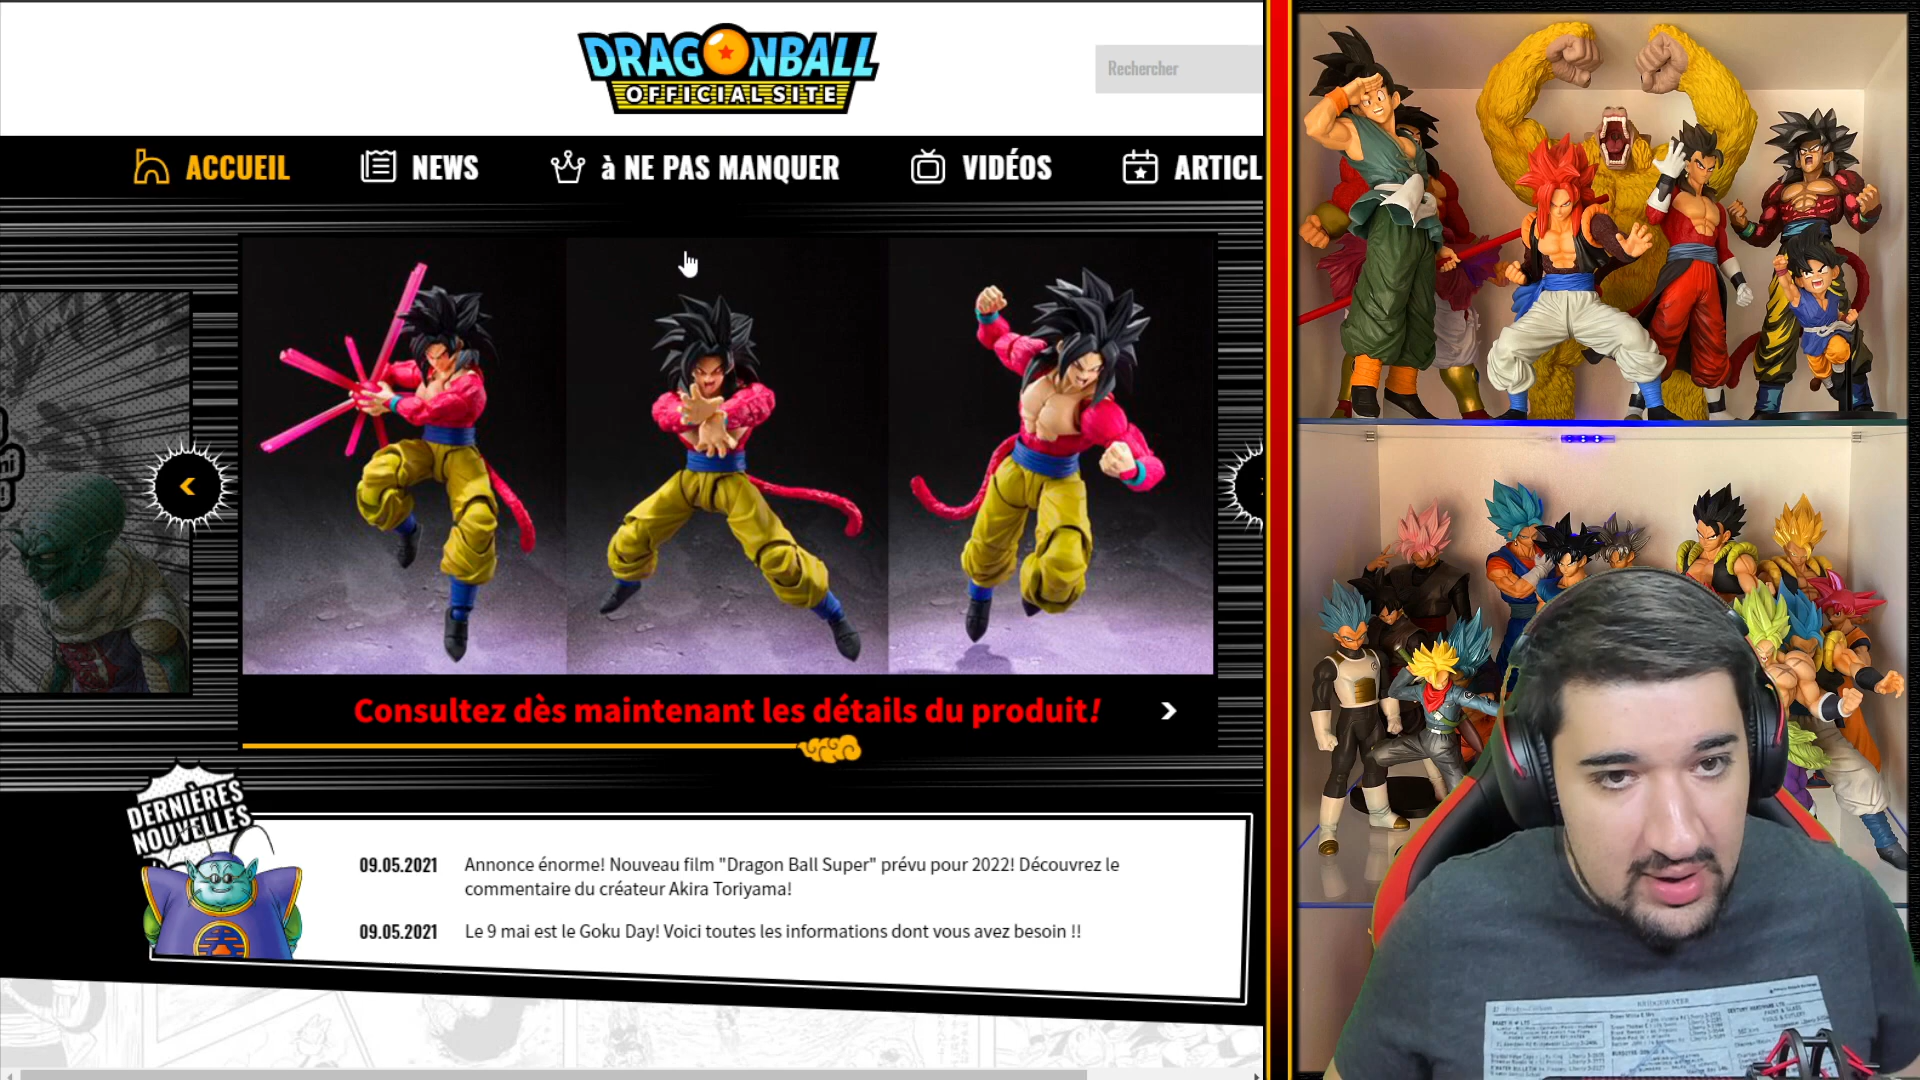 DRAGONBALL
OFFICIAL SITE
Rechercher
ACCUEIL
NEWS
à NE PAS MANQUER
VIDÉOS
ARTICL
Consultez dès maintenant les détails du produit!
DERNIÈRES
NOUVELLES
09.05.2021
Annonce énorme! Nouveau film "Dragon Ball Super" prévu pour 2022! Découvrez le
commentaire du créateur Akira Toriyama!
09.05.2021
Le 9 mai est le Goku Day! Voici toutes les informations dont vous avez besoin !!
BRIDGEWATER